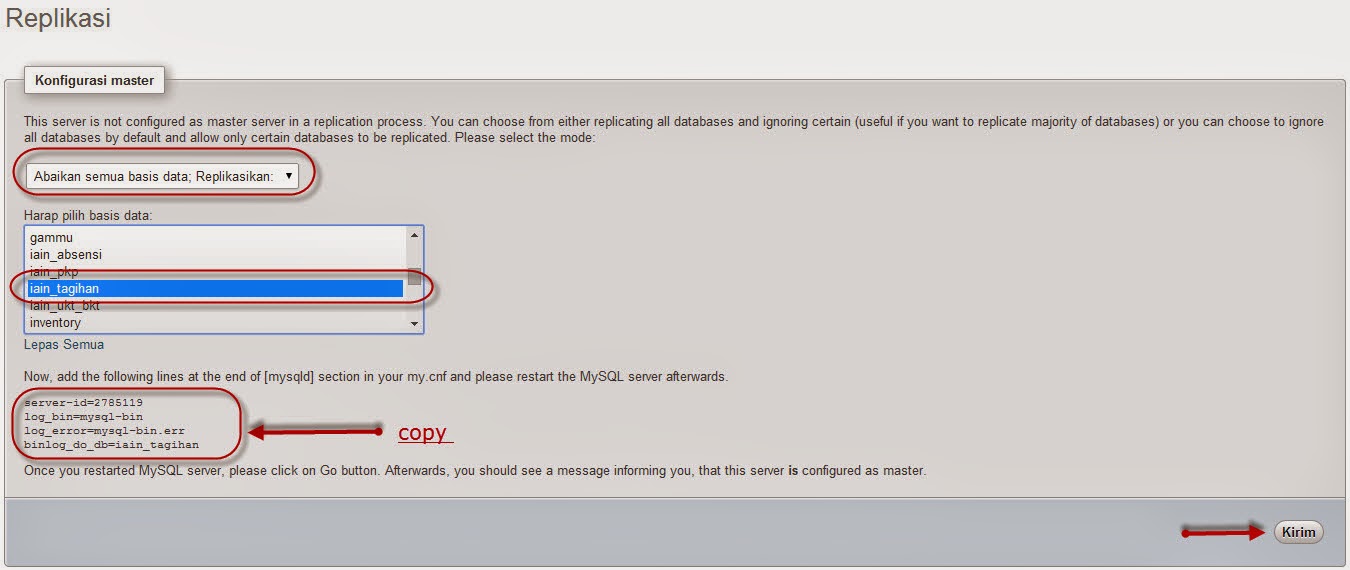 Replikasi
Konfigurasi master
This server is not configured as master server in a replication process. You can choose from either replicating all databases and ignoring certain (useful if you want to replicate majority of databases) or you can choose to ignore
all databases by default and allow only certain databases to be replicated. Please select the mode:
Abaikan semua basis data; Replikasikan:
Harap pilih basis data:
gammu
iain_absensi
iain_pkp
iain_tagihan
iain_ukt_bkt
inventory
Lepas Semua
Now, add the following lines at the end of [mysqld] section in your my.cnf and please restart the MySQL server afterwards.
server-id=2785119
log_bin=mysql-bin
log_error=mysql-bin.err
binlog_do_db=iain_tagihan
copy
Once you restarted MySQL server, please click on Go button. Afterwards, you should see a message informing you, that this server is configured as master.
Kirim